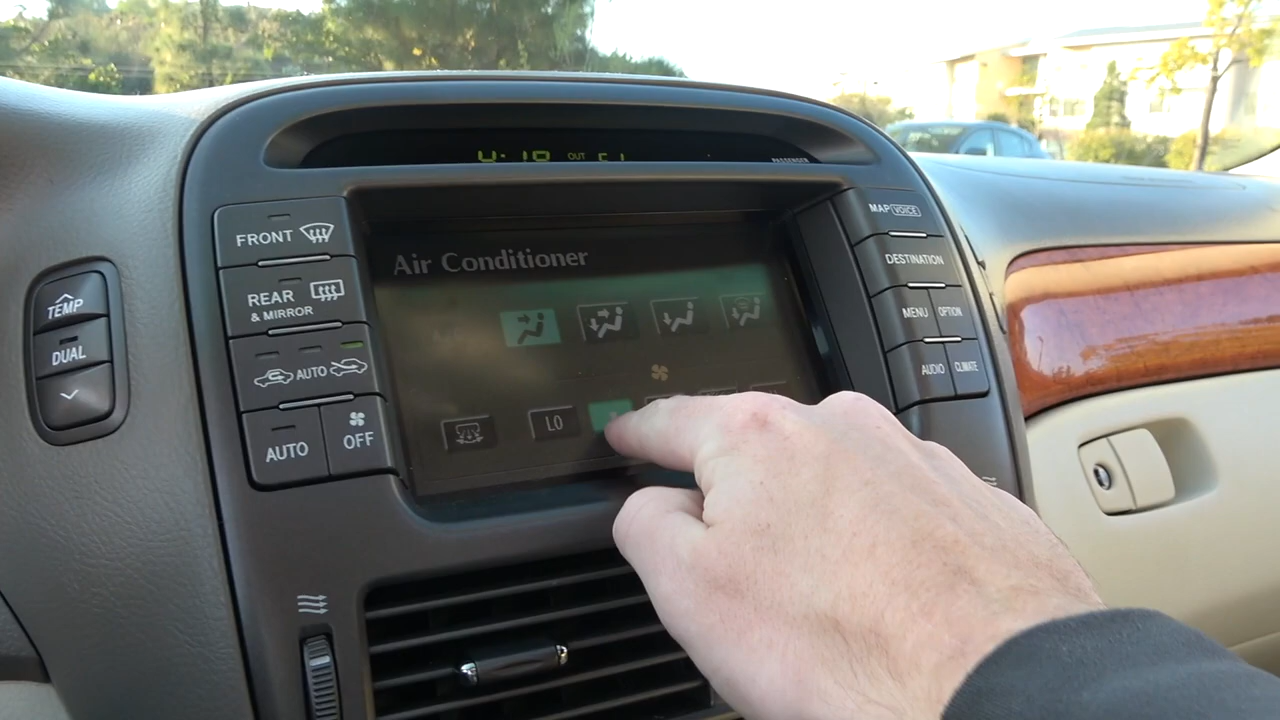 OUT
PASSENGER
FRONT
REAR
& MIRROR
AUTO
AUTO
OFF
TEMP
DUAL
Air Conditioner
LO
MAP VOICE
DESTINATION
MENU
OPTION
AUDIO
CLIMATE